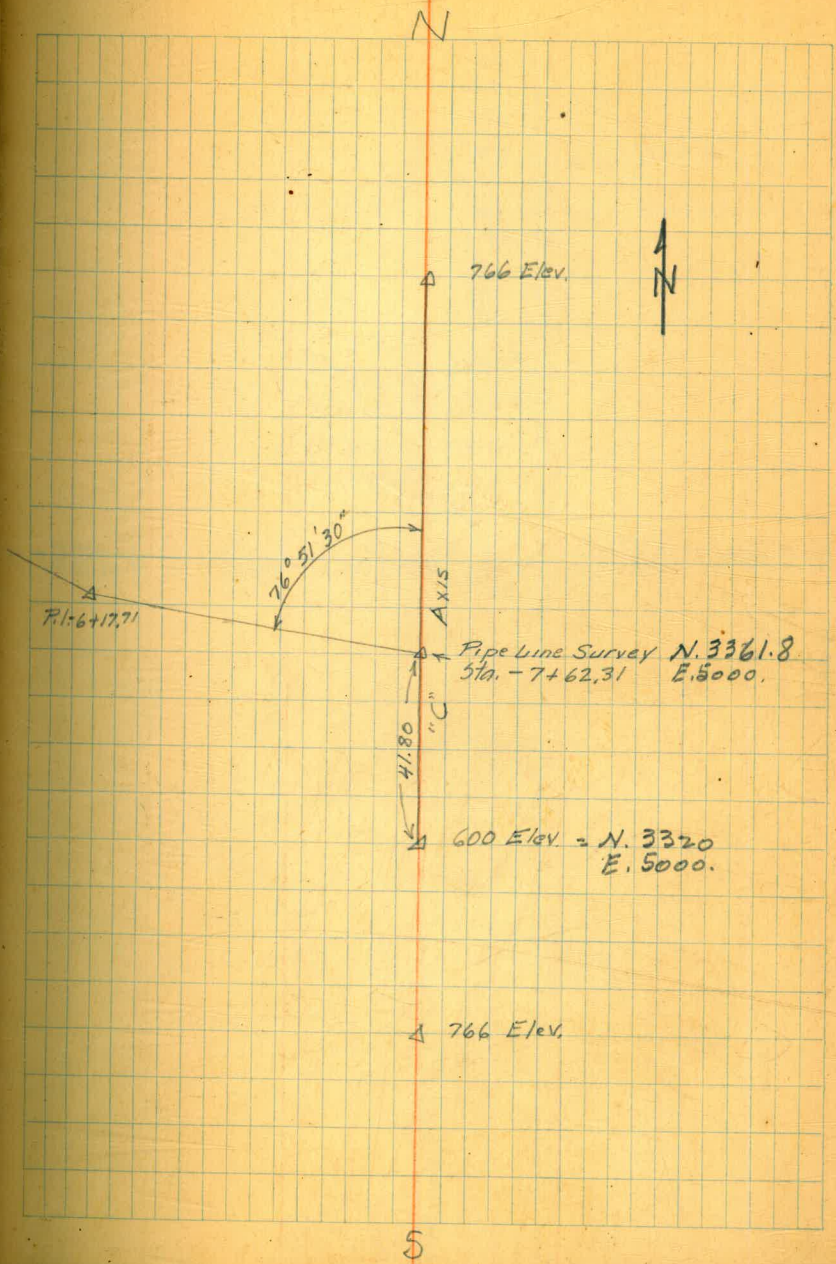 N
766 Elev.
N
76° 51' 30"
Axis
P.I.-6+17.71
Pipe Line Survey N. 3361.8
Sta. - 7+62.31 E. 5000.
"C"
41.80
600 Elev. = N. 3320
E. 5000.
766 Elev.
S